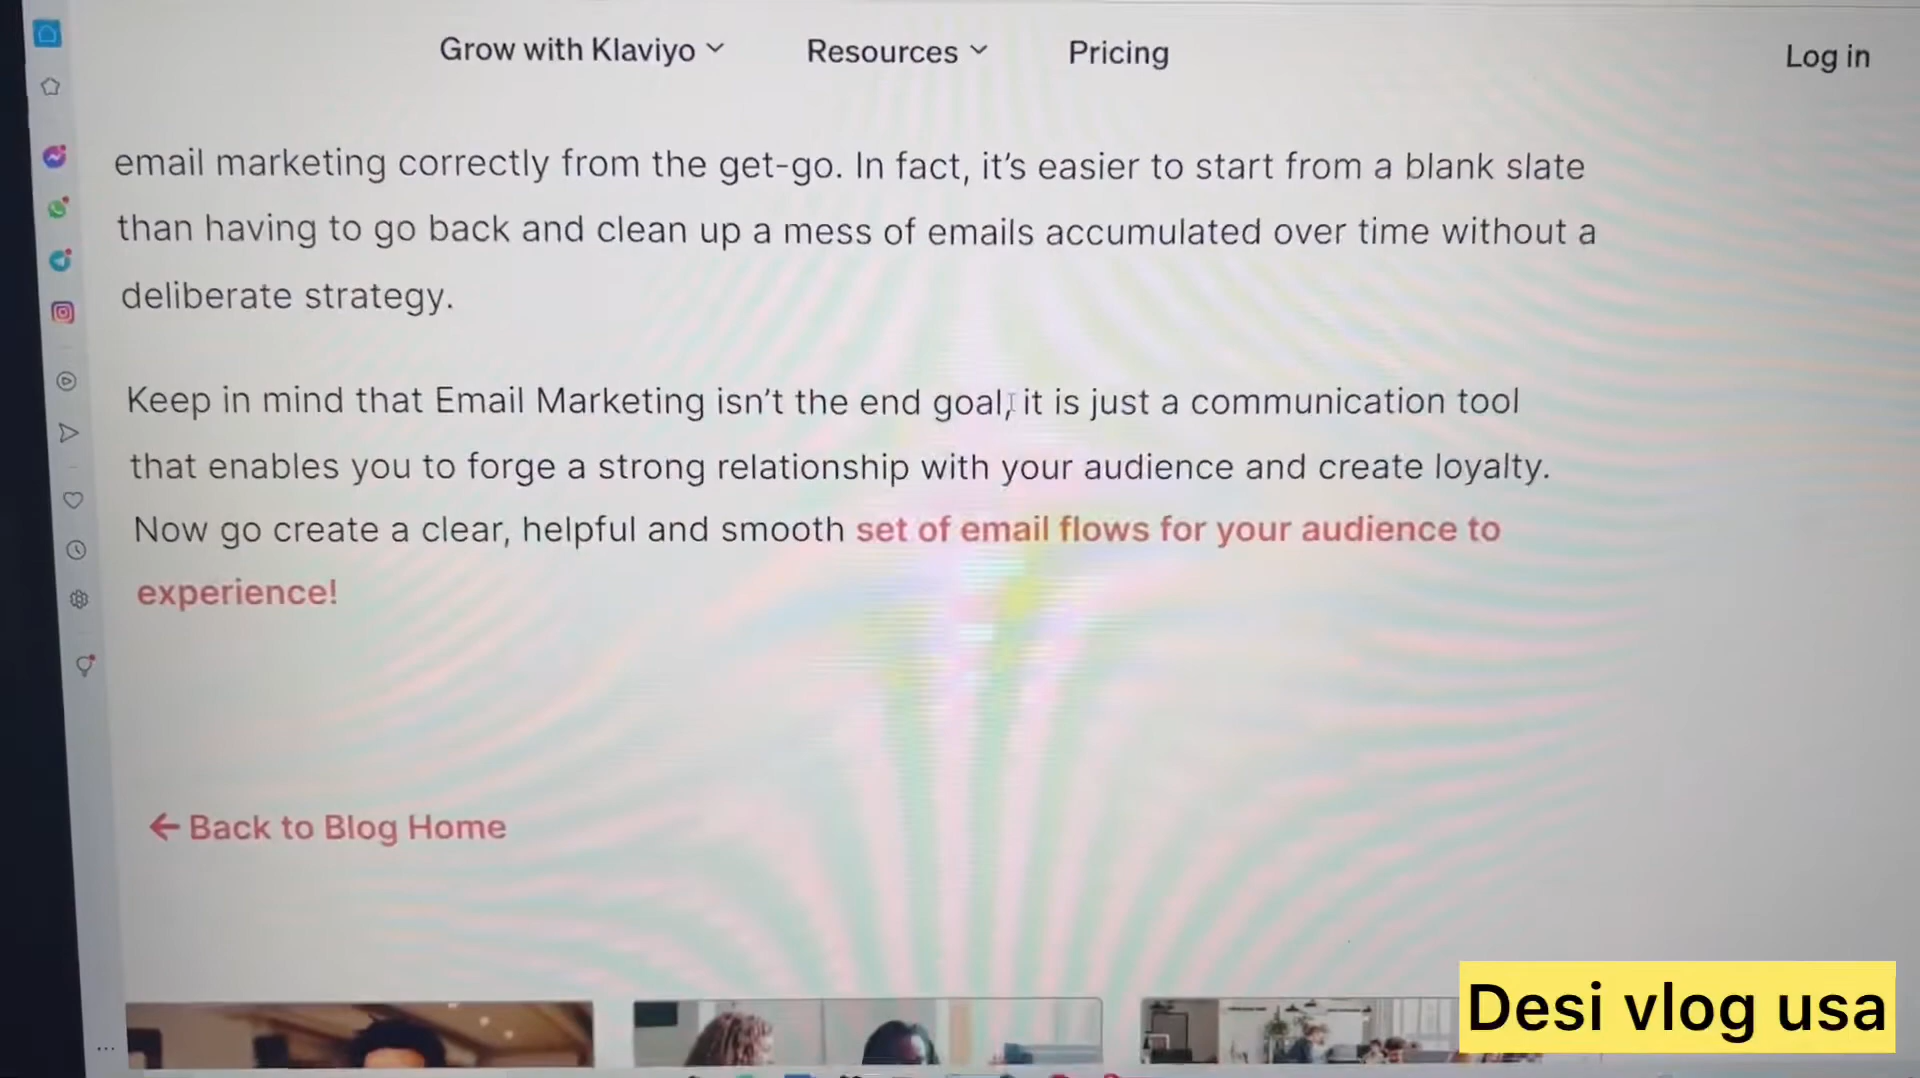 Grow with Klaviyo
Resources
Pricing
Log in
email marketing correctly from the get-go. In fact, it’s easier to start from a blank slate
than having to go back and clean up a mess of emails accumulated over time without a
deliberate strategy.
Keep in mind that Email Marketing isn’t the end goal, it is just a communication tool
that enables you to forge a strong relationship with your audience and create loyalty.
Now go create a clear, helpful and smooth set of email flows for your audience to
experience!
← Back to Blog Home
Desi vlog usa